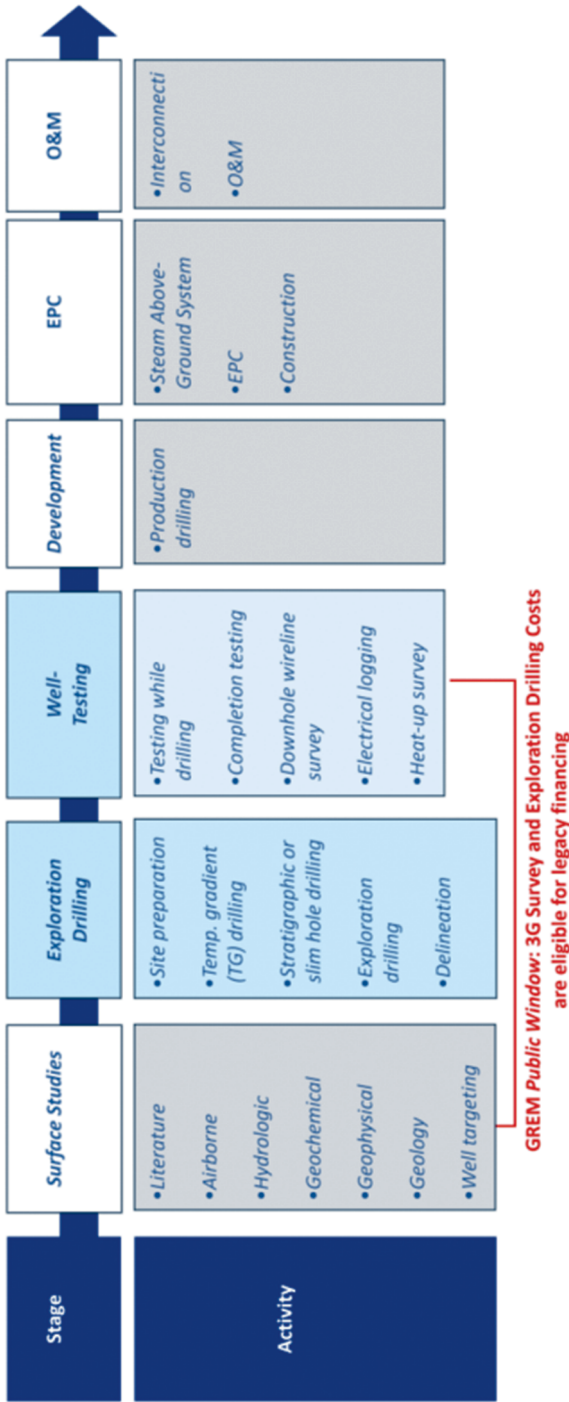 Stage
Surface Studies
Exploration
Drilling
Well-
Testing
Development
EPC
O&M
Activity
•Literature
•Airborne
•Hydrologic
•Geochemical
•Geophysical
•Geology
•Well targeting
•Site preparation
•Temp. gradient
(TG) drilling
•Stratigraphic or
slim hole drilling
•Exploration
drilling
•Delineation
•Testing while
drilling
•Completion testing
•Downhole wireline
survey
•Electrical logging
•Heat-up survey
•Production
drilling
•Steam Above-
Ground System
•EPC
•Construction
•Interconnecti
on
•O&M
GREM Public Window: 3G Survey and Exploration Drilling Costs
are eligible for legacy financing